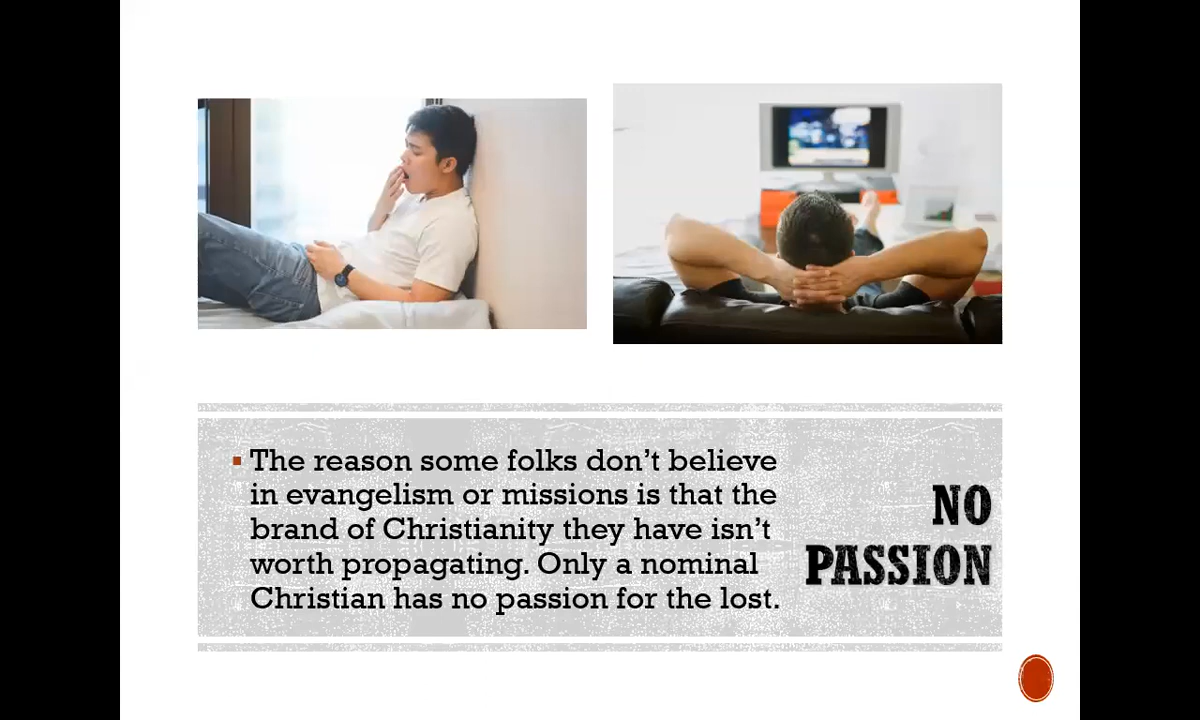 The reason some folks don’t believe
in evangelism or missions is that the
brand of Christianity they have isn’t
worth propagating. Only a nominal
Christian has no passion for the lost.
NO
PASSION